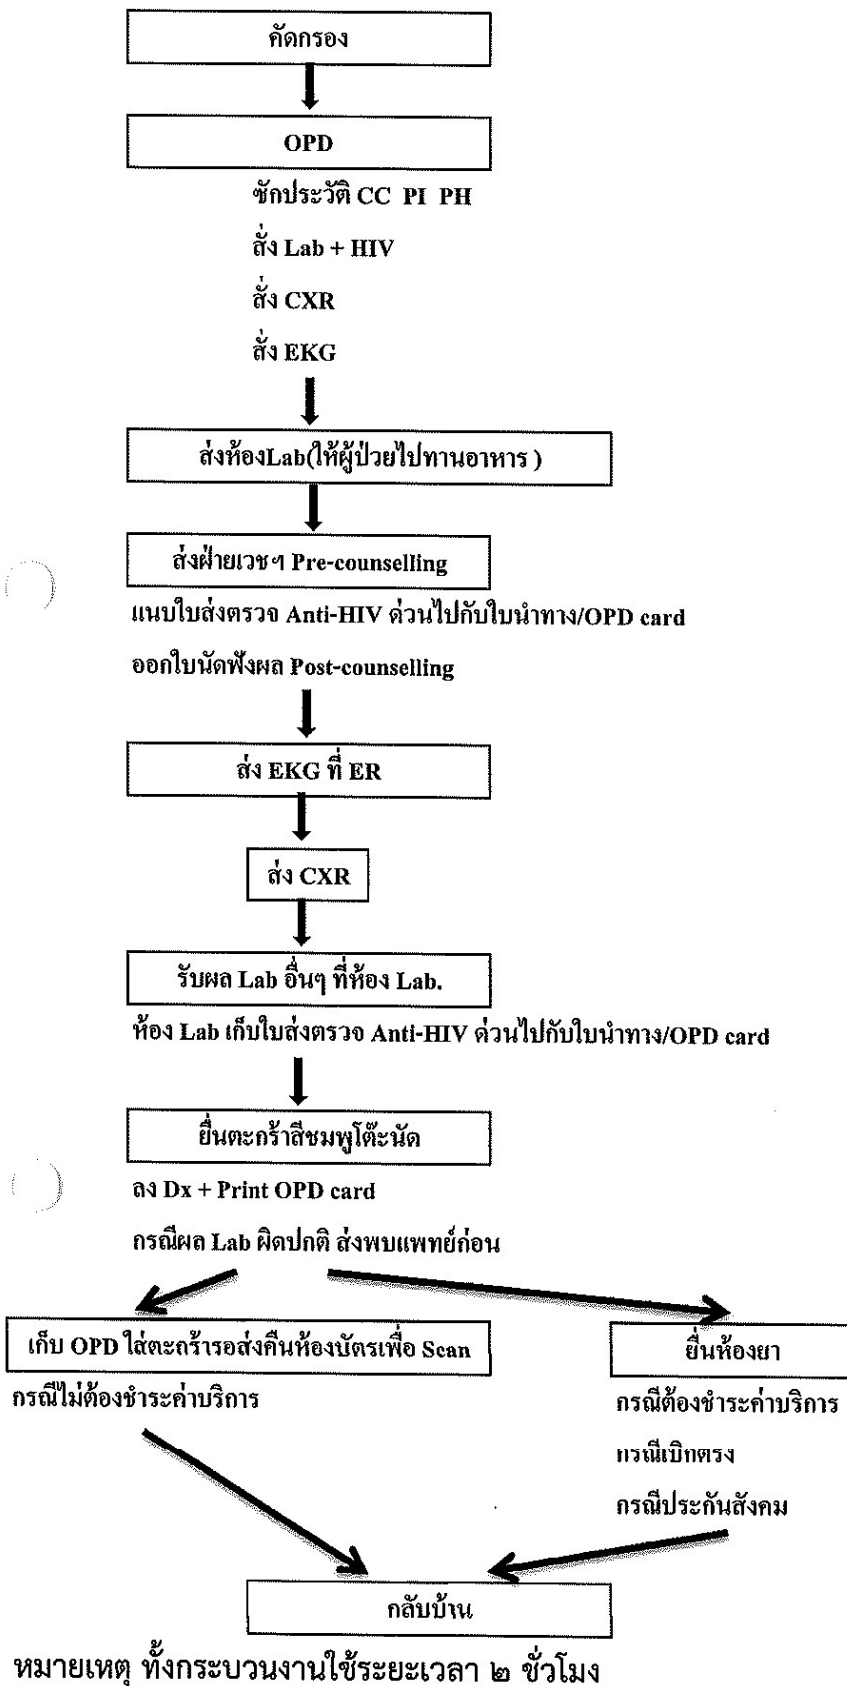 คัดกรอง
OPD
ซักประวัติ CC PI PH
สั่ง Lab + HIV
สั่ง CXR
สั่ง EKG
ส่งห้องLab(ให้ผู้ป่วยไปทานอาหาร )
ส่งฝ่ายเวชฯ Pre-counselling
แนบใบส่งตรวจ Anti-HIV ด่วนไปกับใบนำทาง/OPD card
ออกใบนัดฟังผล Post-counselling
ส่ง EKG ที่ ER
ส่ง CXR
รับผล Lab อื่นๆ ที่ห้อง Lab.
ห้อง Lab เก็บใบส่งตรวจ Anti-HIV ด่วนไปกับใบนำทาง/OPD card
ยื่นตะกร้าสีชมพูโต๊ะนัด
ลง Dx + Print OPD card
กรณีผล Lab ผิดปกติ ส่งพบแพทย์ก่อน
เก็บ OPD ใส่ตะกร้ารอส่งคืนห้องบัตรเพื่อ Scan
กรณีไม่ต้องชำระค่าบริการ
ยื่นห้องยา
กรณีต้องชำระค่าบริการ
กรณีเบิกตรง
กรณีประกันสังคม
กลับบ้าน
หมายเหตุ ทั้งกระบวนงานใช้ระยะเวลา ๒ ชั่วโมง